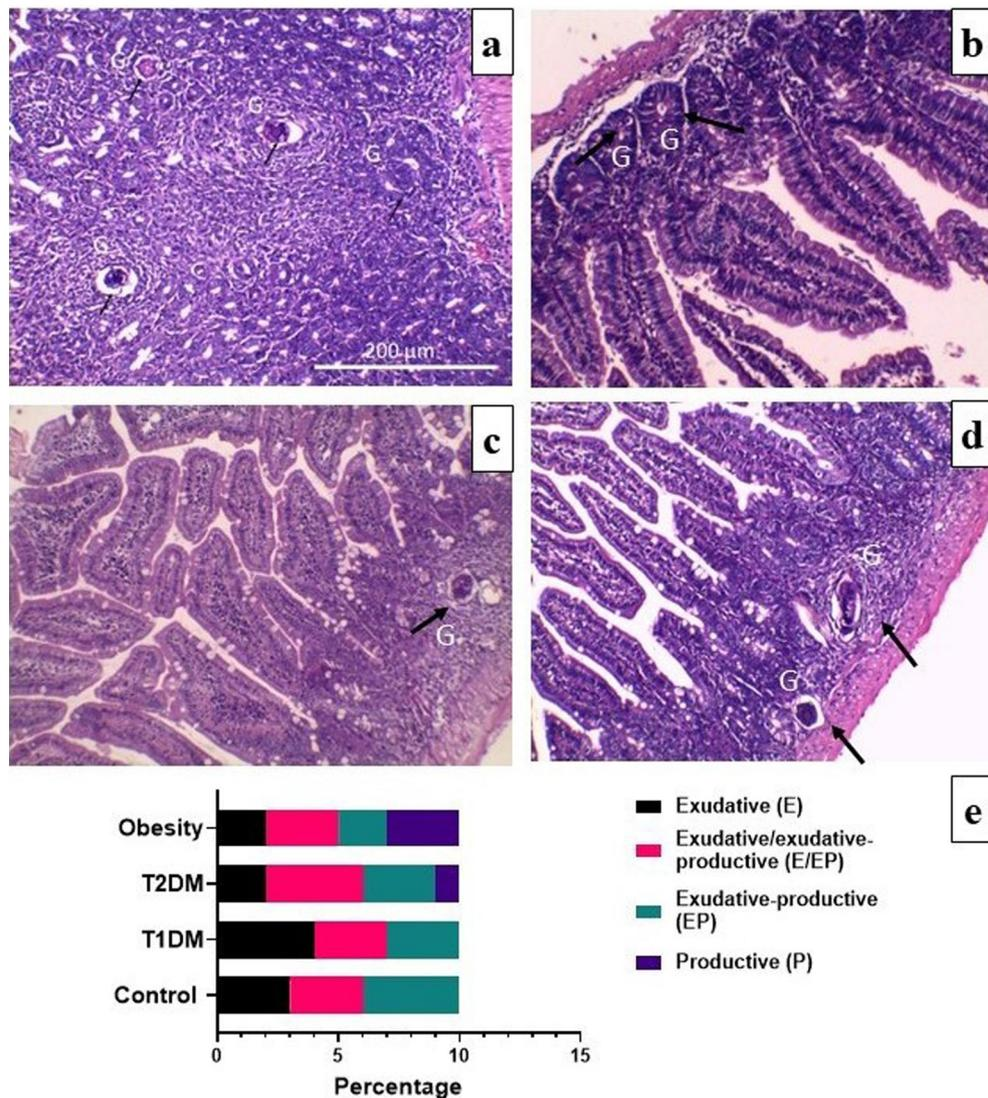 a
G
G
G
G
200 µm
b
G
G
c
G
d
G
G
e
Obesity
T2DM
T1DM
Control
0
5
10
15
Percentage
Exudative (E)
Exudative/exudative-
productive (E/EP)
Exudative-productive
(EP)
Productive (P)